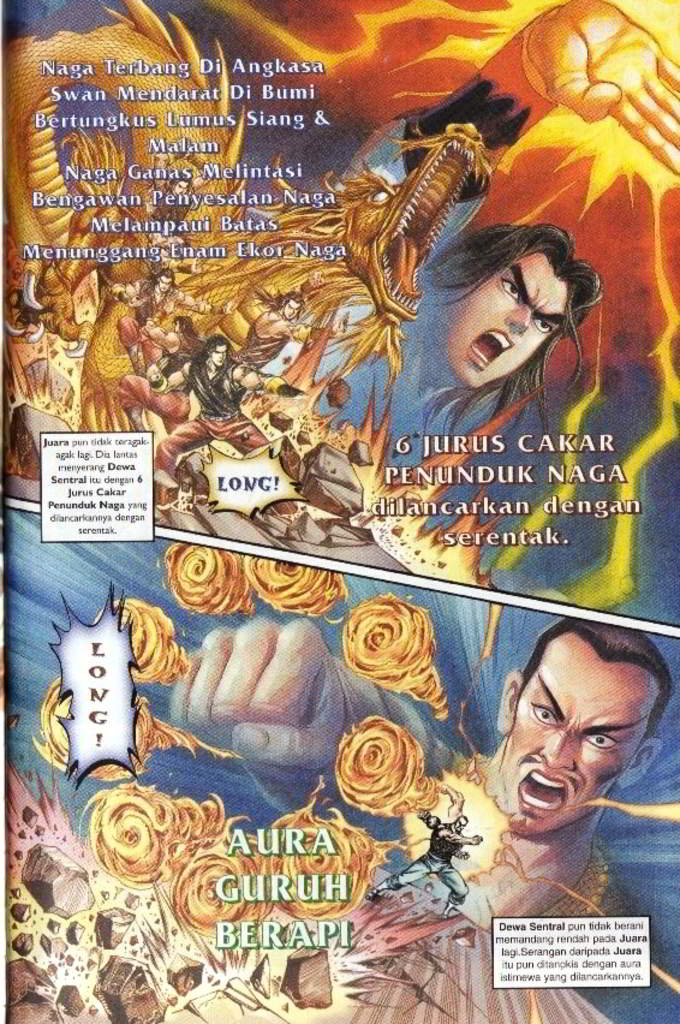 Naga Terbang Di Angkasa
Swan Mendarat Di Bumi
Bertungkus Lumus Siang &
Malam
Naga Ganas Melintasi
Bengawan Penyesalan Naga
Melampaui Batas
Menunggang Enam Ekor Naga
Juara pun tidak teragak-
agak lagi. Dia lantas
menyerang Dewa
Sentral itu dengan 6
Jurus Cakar
Penunduk Naga yang
dilancarkannya dengan
serentak.
LONG!
6 JURUS CAKAR
PENUNDUK NAGA
dilancarkan dengan
serentak.
LONG!
AURA
GURUH
BERAPI
Dewa Sentral pun tidak berani
memandang rendah pada Juara
lagi.Serangan daripada Juara
itu pun ditangkis dengan aura
istimewa yang dilancarkannya.